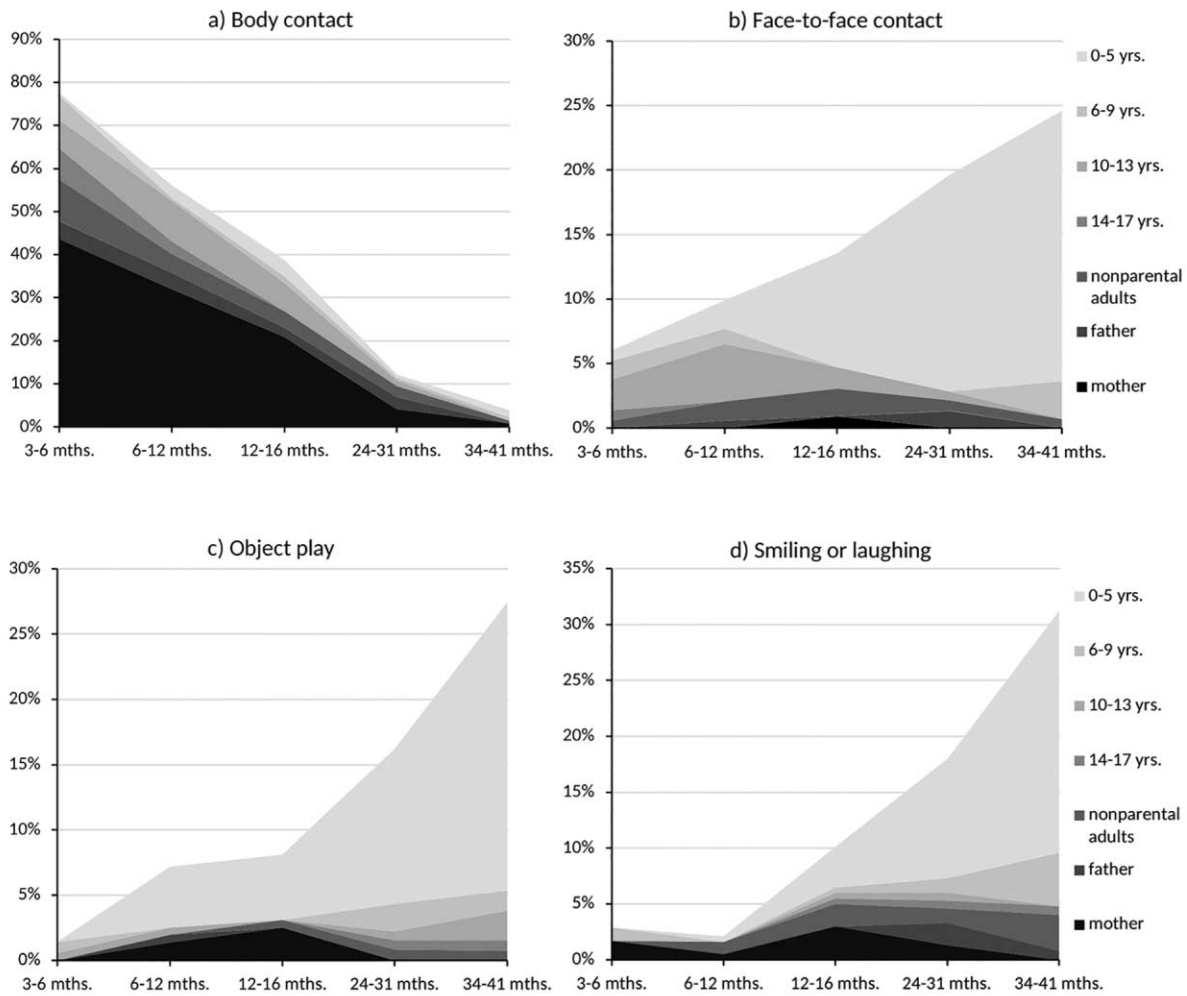 a) Body contact
90%
80%
70%
60%
50%
40%
30%
20%
10%
0%
3-6 mths. 6-12 mths. 12-16 mths. 24-31 mths. 34-41 mths.
b) Face-to-face contact
30%
25%
20%
15%
10%
5%
0%
3-6 mths. 6-12 mths. 12-16 mths. 24-31 mths. 34-41 mths.
0-5 yrs.
6-9 yrs.
10-13 yrs.
14-17 yrs.
nonparental
adults
father
mother
c) Object play
30%
25%
20%
15%
10%
5%
0%
3-6 mths. 6-12 mths. 12-16 mths. 24-31 mths. 34-41 mths.
d) Smiling or laughing
35%
30%
25%
20%
15%
10%
5%
0%
3-6 mths. 6-12 mths. 12-16 mths. 24-31 mths. 34-41 mths.
0-5 yrs.
6-9 yrs.
10-13 yrs.
14-17 yrs.
nonparental
adults
father
mother